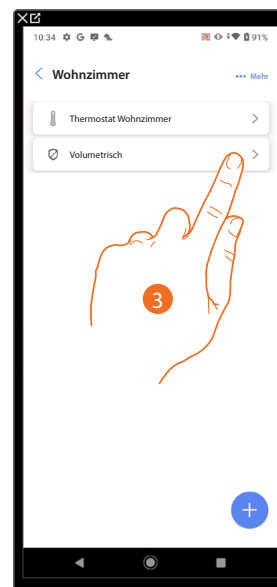 10:34 G 91%
Wohnzimmer ••• Mehr
Thermostat Wohnzimmer
Volumetrisch
3
+